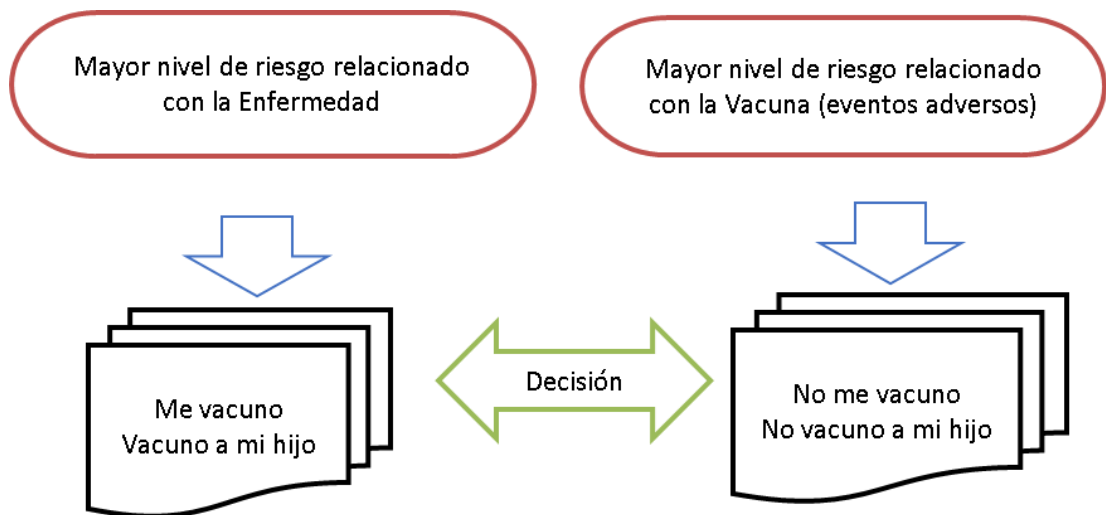 Mayor nivel de riesgo relacionado
con la Enfermedad
Mayor nivel de riesgo relacionado
con la Vacuna (eventos adversos)
Me vacuno
Vacuno a mi hijo
Decisión
No me vacuno
No vacuno a mi hijo